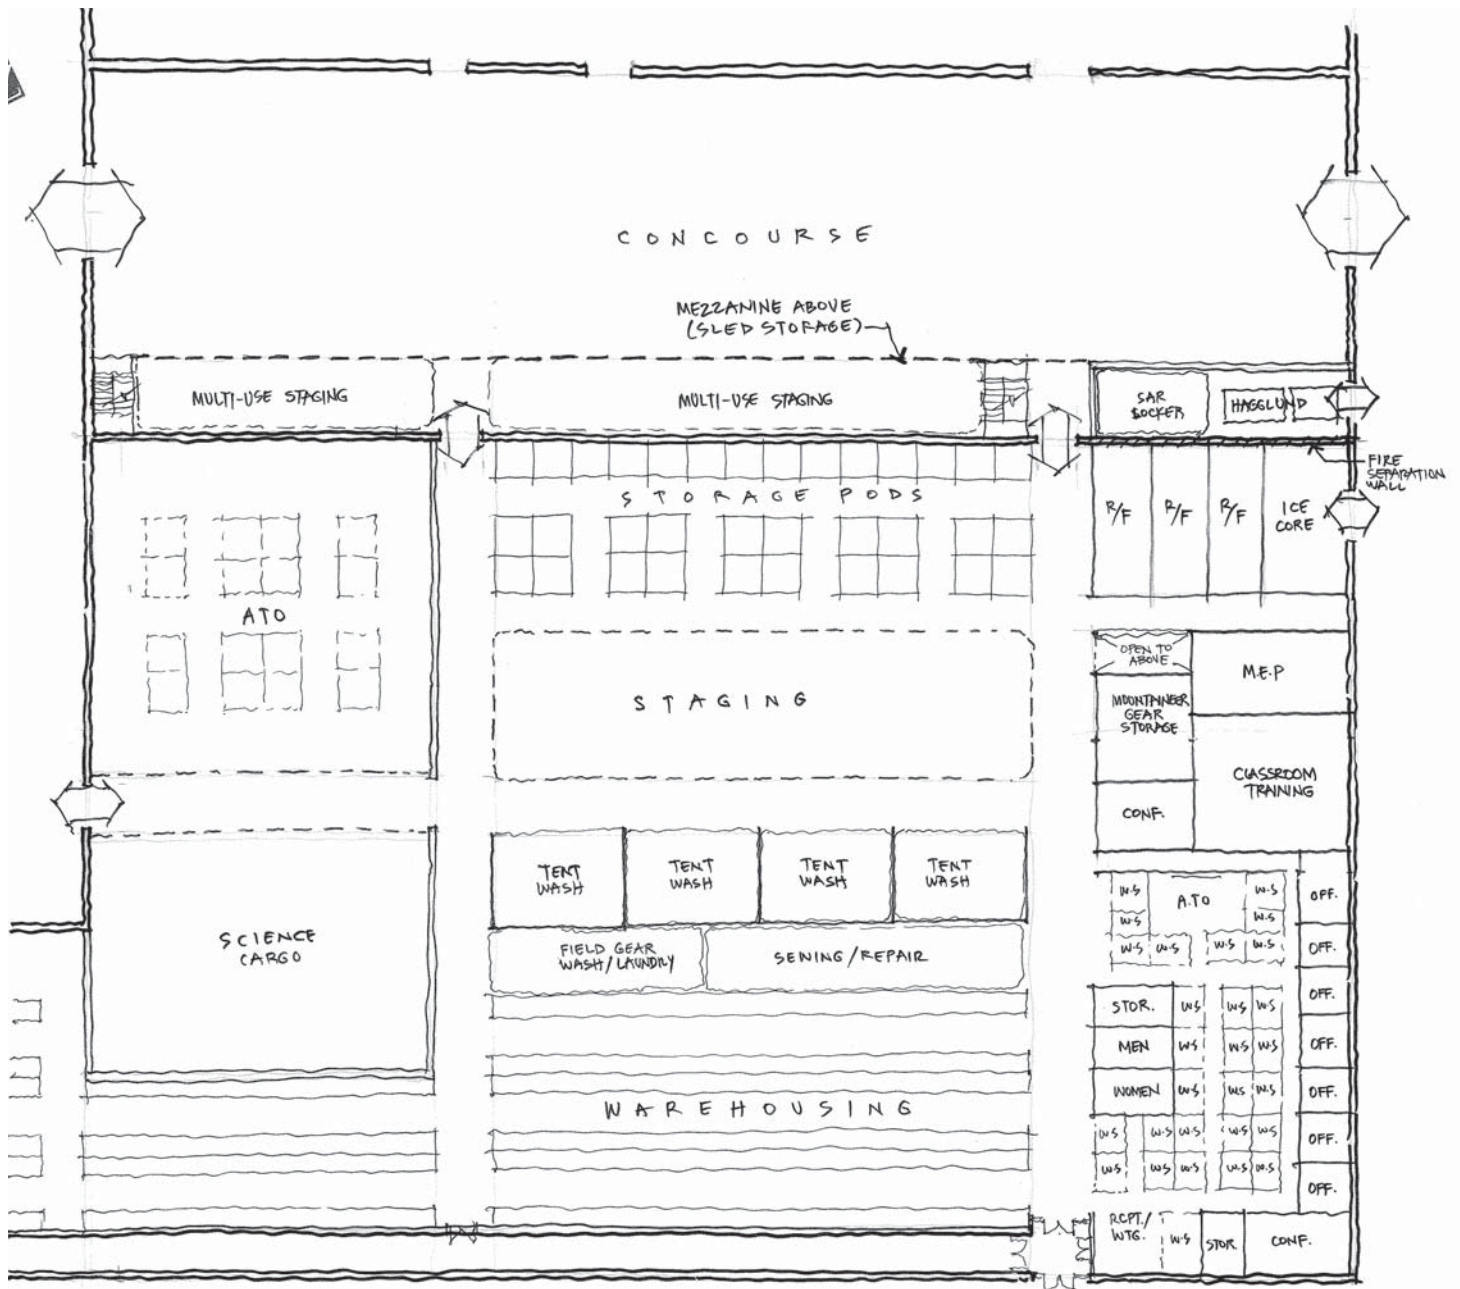 CONCOURSE
MEZZANINE ABOVE
(SLED STORAGE)
MULTI-USE STAGING
MULTI-USE STAGING
SAR
LOCKER
HAGGLUND
FIRE
SEPARATION
WALL
STORAGE PODS
R/F
R/F
R/F
ICE
CORE
ATO
STAGING
OPEN TO
ABOVE
M.E.P
MOUNTAINEER
GEAR
STORAGE
CLASSROOM
TRAINING
CONF.
TENT
WASH
TENT
WASH
TENT
WASH
TENT
WASH
SCIENCE
CARGO
FIELD GEAR
WASH/LAUNDRY
SEWING/REPAIR
W.S
A.TO
W.S
OFF.
W.S
W.S
W.S
W.S
W.S
W.S
OFF.
STOR.
W.S
W.S
W.S
OFF.
MEN
W.S
W.S
W.S
OFF.
WOMEN
W.S
WS
W.S
OFF.
WAREHOUSING
W.S
W.S
W.S
W.S
W.S
OFF.
W.S
W.S
W.S
W.S
W.S
OFF.
RCPT./
WTG.
W.S
STOR
CONF.